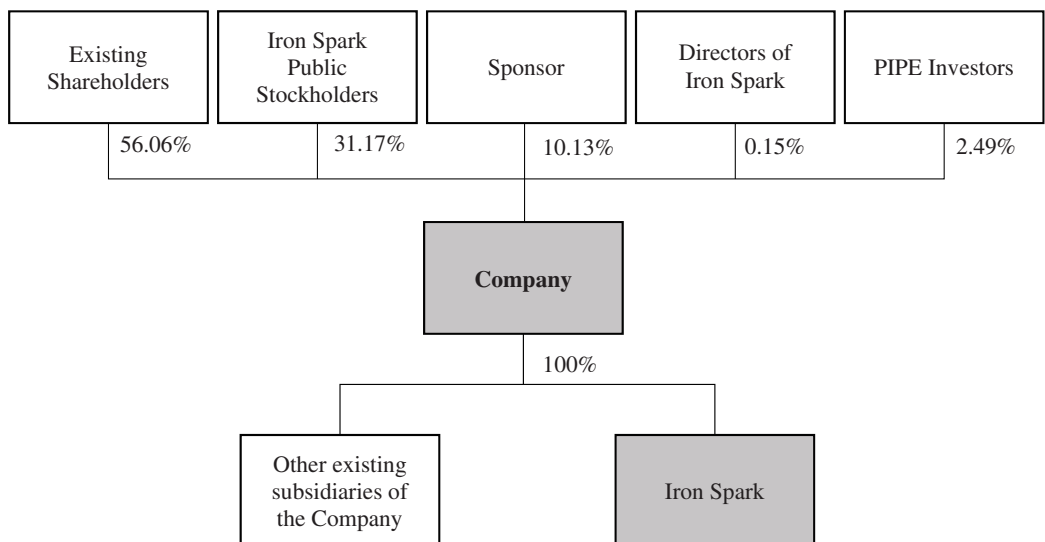 Existing
Shareholders
Iron Spark
Public
Stockholders
Sponsor
Directors of
Iron Spark
PIPE Investors
56.06%
31.17%
10.13%
0.15%
2.49%
Company
100%
Other existing
subsidiaries of
the Company
Iron Spark